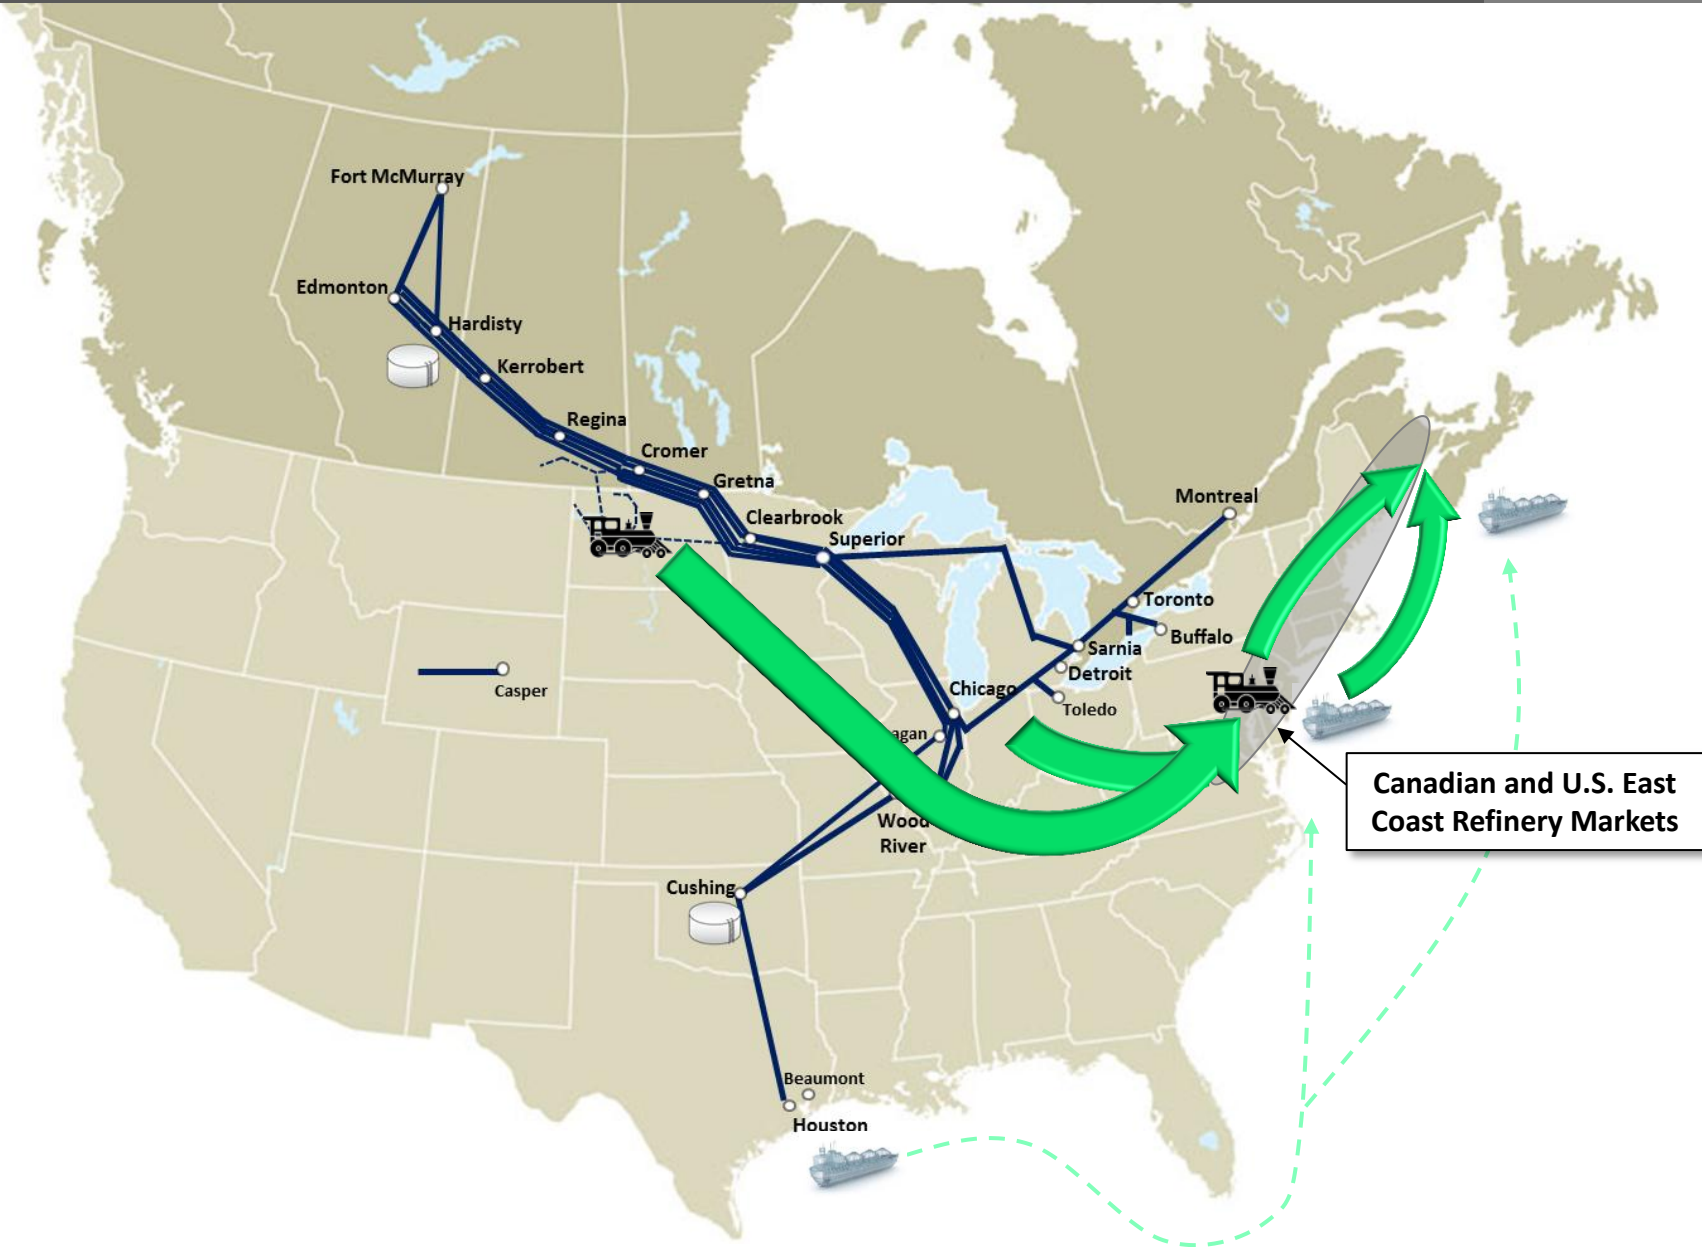 Fort McMurray
Edmonton
Hardisty
Kerrobert
Regina
Cromer
Gretna
Montreal
Clearbrook
Superior
Toronto
Buffalo
Sarnia
Detroit
Casper
Chicago
Toledo
agan
Canadian and U.S. East
Coast Refinery Markets
Wood
River
Cushing
Beaumont
Houston